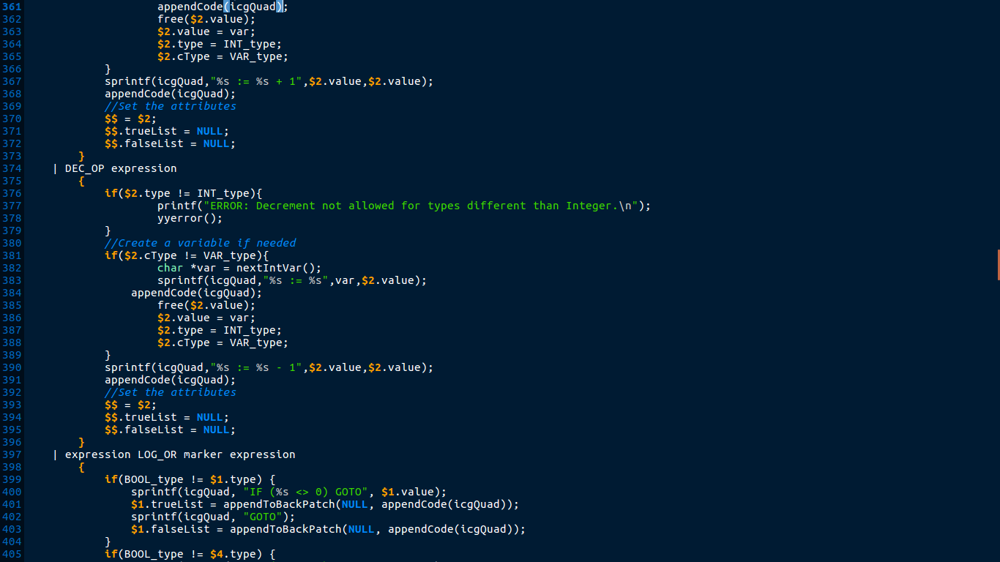 361 appendCode(icgQuad);
362 free($2.value);
363 $2.value = var;
364 $2.type = INT_type;
365 $2.cType = VAR_type;
366 }
367 sprintf(icgQuad,"%s := %s + 1",$2.value,$2.value);
368 appendCode(icgQuad);
369 //Set the attributes
370 $$ = $2;
371 $$.trueList = NULL;
372 $$.falseList = NULL;
373 }
374 | DEC_OP expression
375 {
376 if($2.type != INT_type){
377 printf("ERROR: Decrement not allowed for types different than Integer.\n");
378 yyerror();
379 }
380 //Create a variable if needed
381 if($2.cType != VAR_type){
382 char *var = nextIntVar();
383 sprintf(icgQuad,"%s := %s",var,$2.value);
384 appendCode(icgQuad);
385 free($2.value);
386 $2.value = var;
387 $2.type = INT_type;
388 $2.cType = VAR_type;
389 }
390 sprintf(icgQuad,"%s := %s - 1",$2.value,$2.value);
391 appendCode(icgQuad);
392 //Set the attributes
393 $$ = $2;
394 $$.trueList = NULL;
395 $$.falseList = NULL;
396 }
397 | expression LOG_OR marker expression
398 {
399 if(BOOL_type != $1.type) {
400 sprintf(icgQuad, "IF (%s <> 0) GOTO", $1.value);
401 $1.trueList = appendToBackPatch(NULL, appendCode(icgQuad));
402 sprintf(icgQuad, "GOTO");
403 $1.falseList = appendToBackPatch(NULL, appendCode(icgQuad));
404 }
405 if(BOOL_type != $4.type) {